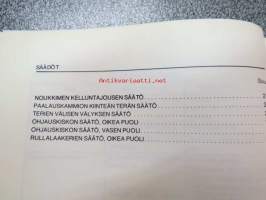 SÄÄDÖT
Antikvariaatti.net
NOUKKIMEN KELLUNTAJOUSEN SÄÄTÖ
PAALAUSKAMMION KIINTEÄN TERÄN SÄÄTÖ
TERIEN VÄLISEN VÄLYKSEN SÄÄTÖ
OHJAUSKISKON SÄÄTÖ, OIKEA PUOLI
OHJAUSKISKON SÄÄTÖ, VASEN PUOLI
RULLALAAKERIEN SÄÄTÖ, OIKEA PUOLI